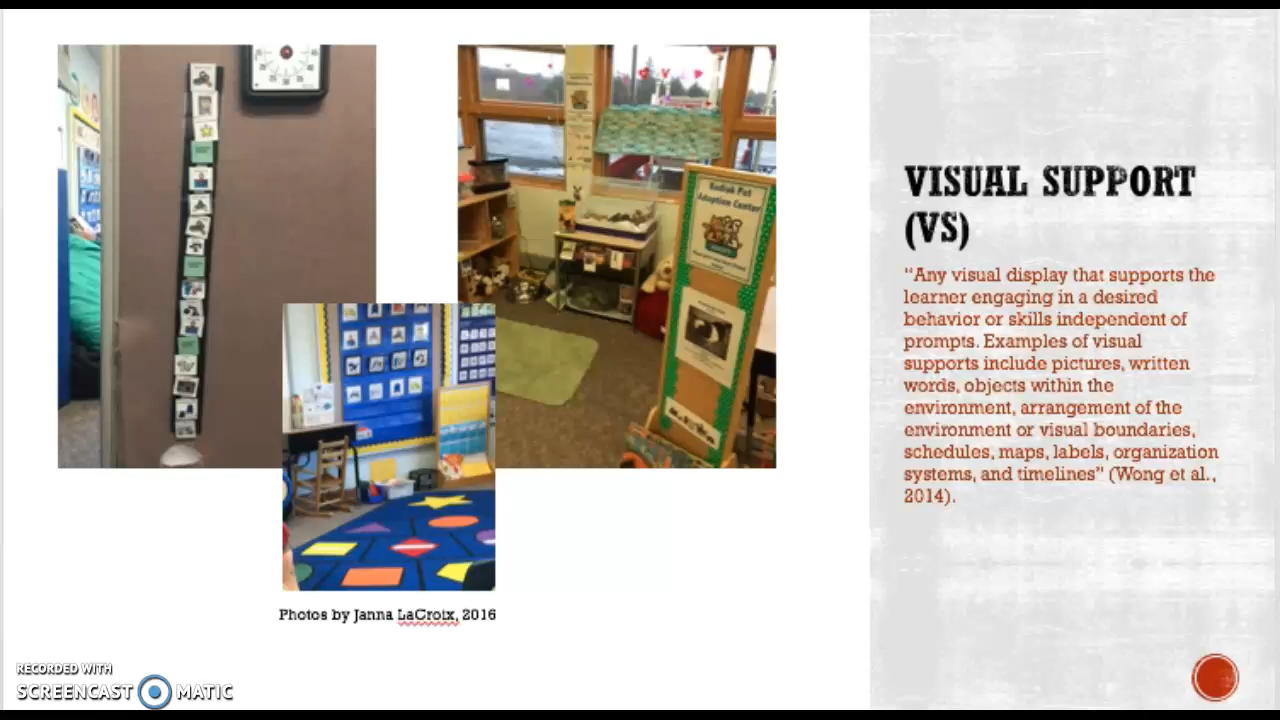 Kodiak Pet
Adoption Center
VISUAL SUPPORT
(VS)
“Any visual display that supports the
learner engaging in a desired
behavior or skills independent of
prompts. Examples of visual
supports include pictures, written
words, objects within the
environment, arrangement of the
environment or visual boundaries,
schedules, maps, labels, organization
systems, and timelines” (Wong et al.,
2014).
Photos by Janna LaCroix, 2016
RECORDED WITH
SCREENCAST MATIC